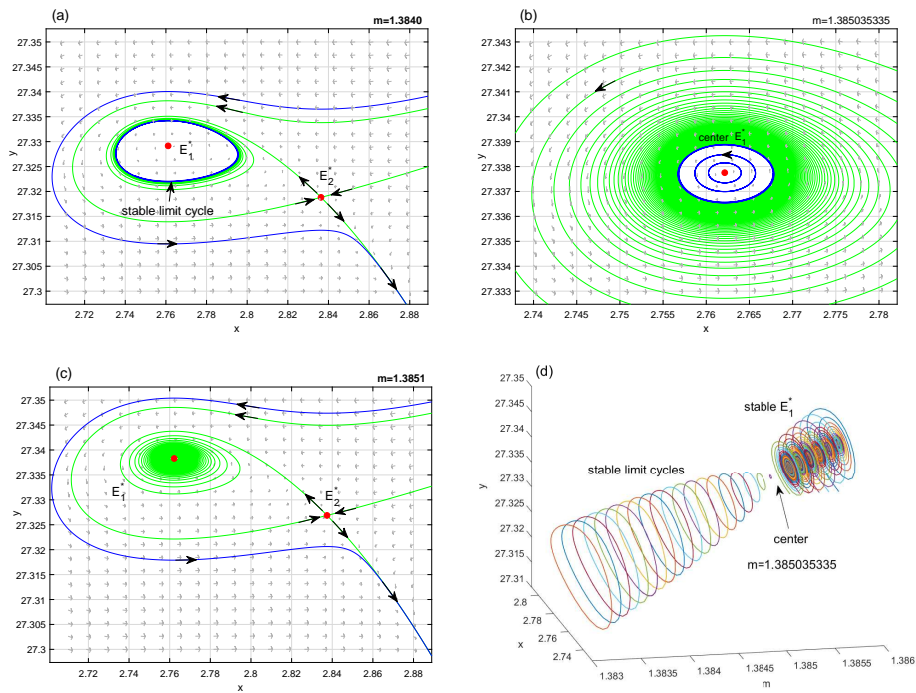 (a)
m=1.3840
27.35
27.345
27.34
27.335
27.33
27.325
27.32
27.315
27.31
27.305
27.3
y
E1*
E2*
stable limit cycle
2.72 2.74 2.76 2.78 2.8 2.82 2.84 2.86 2.88
x
(b)
m=1.385035335
27.343
27.342
27.341
27.34
27.339
27.338
27.337
27.336
27.335
27.334
27.333
y
center E1*
2.74 2.745 2.75 2.755 2.76 2.765 2.77 2.775 2.78
x
(c)
m=1.3851
27.35
27.345
27.34
27.335
27.33
27.325
27.32
27.315
27.31
27.305
27.3
y
E1*
E2*
2.72 2.74 2.76 2.78 2.8 2.82 2.84 2.86 2.88
x
(d)
27.35
27.345
27.34
27.335
27.33
27.325
27.32
27.315
27.31
y
stable E1*
stable limit cycles
center
m=1.385035335
2.8
2.78
2.76
2.74
x
1.383 1.3835 1.384 1.3845 1.385 1.3855 1.386
m